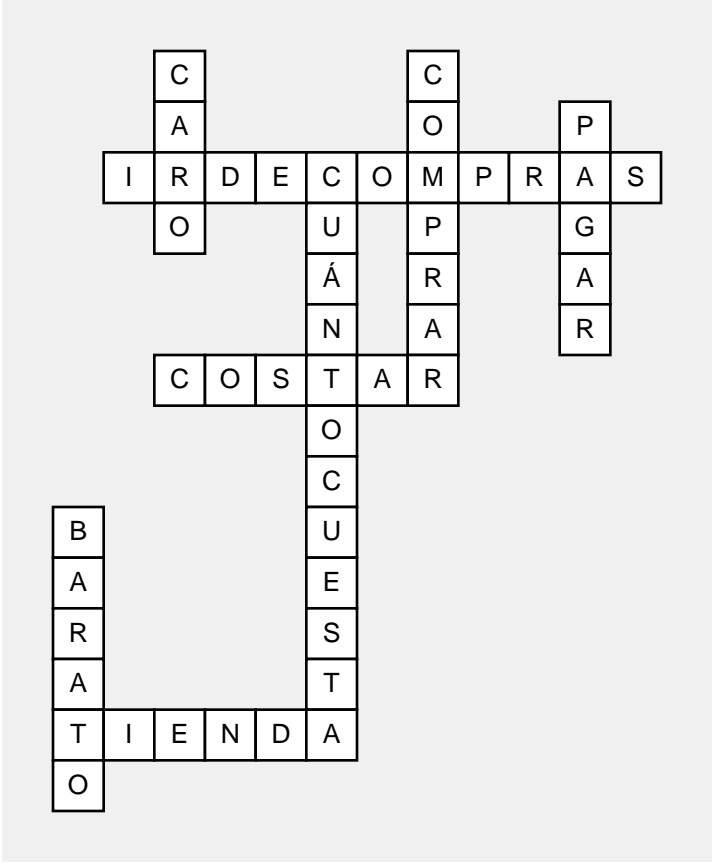 C C
A O P
I R D E C O M P R A S
O U P G
Á R A
N A R
C O S T A R
O
C
B U
A E
R S
A T
T I E N D A
O